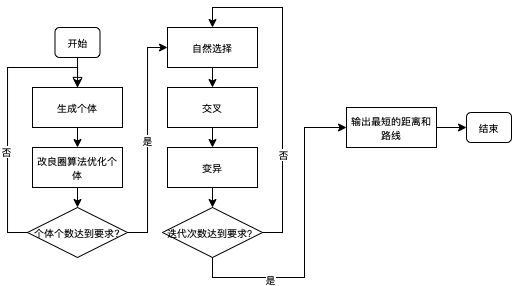 开始
生成个体
改良圈算法优化个
体
个体个数达到要求?
否
是
自然选择
交叉
变异
迭代次数达到要求?
否
是
输出最短的距离和
路线
结束